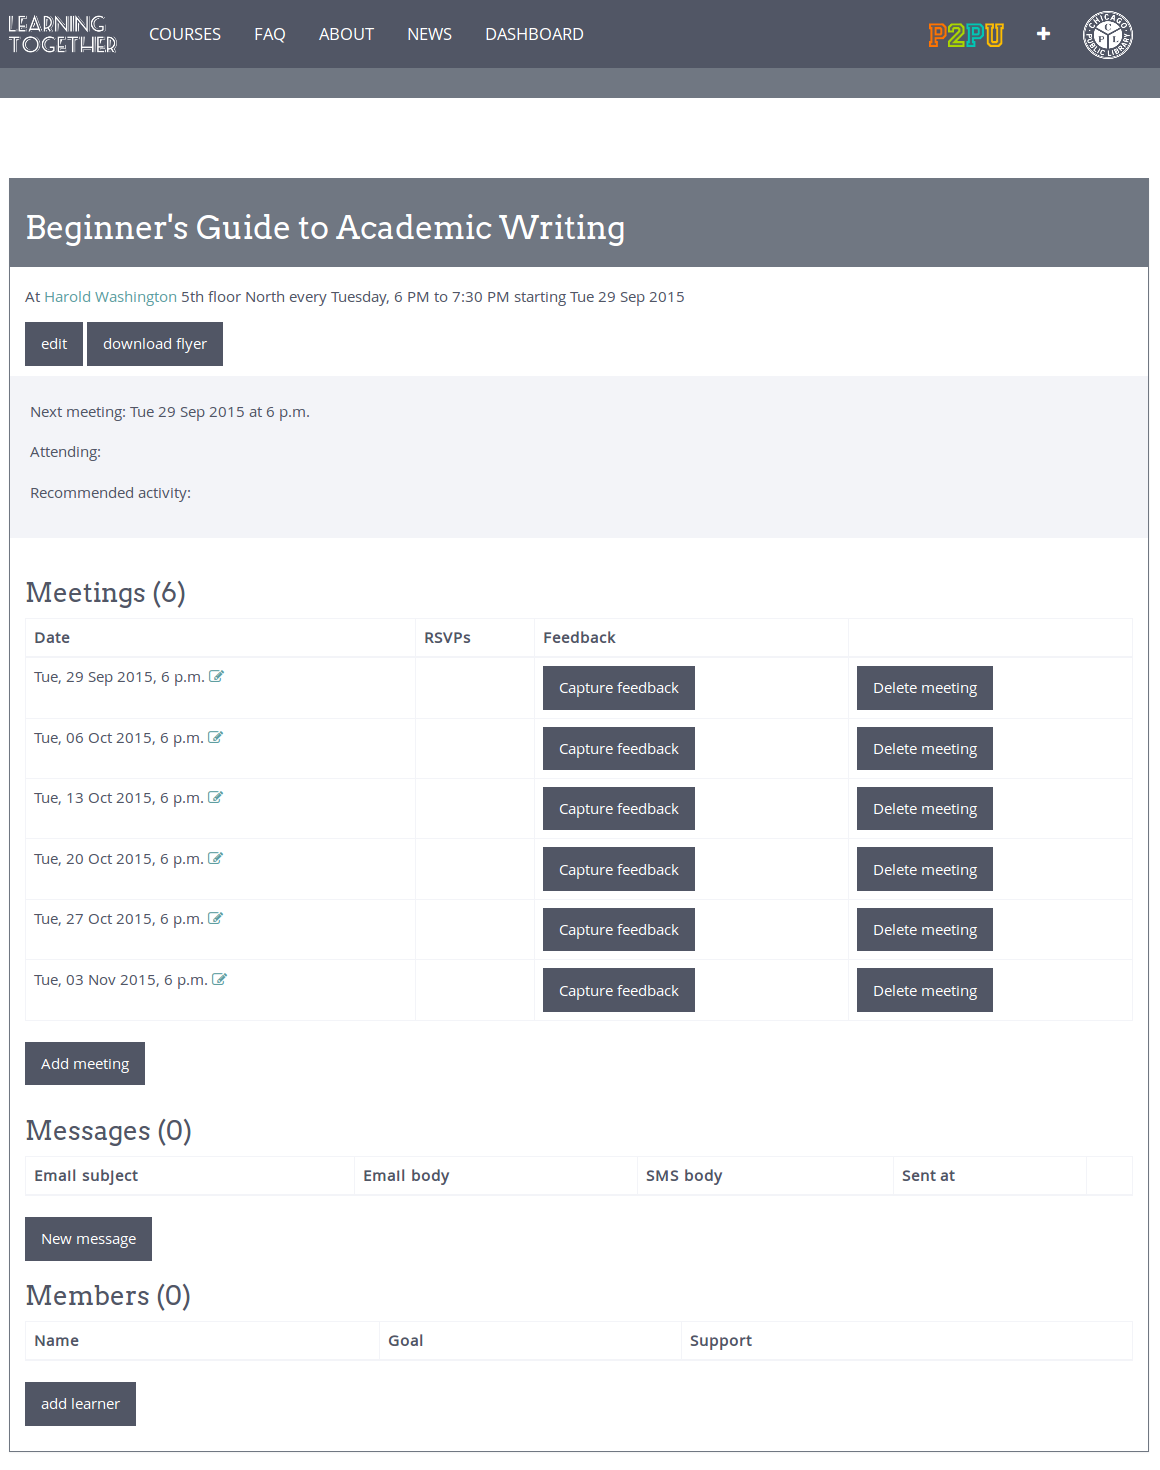 LEARNING TOGETHER
COURSES FAQ ABOUT NEWS DASHBOARD
P2PU + CHICAGO PUBLIC LIBRARY CPL
Beginner's Guide to Academic Writing
At Harold Washington 5th floor North every Tuesday, 6 PM to 7:30 PM starting Tue 29 Sep 2015
edit download flyer
Next meeting: Tue 29 Sep 2015 at 6 p.m.
Attending:
Recommended activity:
Meetings (6)
Date RSVPs Feedback
Tue, 29 Sep 2015, 6 p.m. Capture feedback Delete meeting
Tue, 06 Oct 2015, 6 p.m. Capture feedback Delete meeting
Tue, 13 Oct 2015, 6 p.m. Capture feedback Delete meeting
Tue, 20 Oct 2015, 6 p.m. Capture feedback Delete meeting
Tue, 27 Oct 2015, 6 p.m. Capture feedback Delete meeting
Tue, 03 Nov 2015, 6 p.m. Capture feedback Delete meeting
Add meeting
Messages (0)
Email subject Email body SMS body Sent at
New message
Members (0)
Name Goal Support
add learner